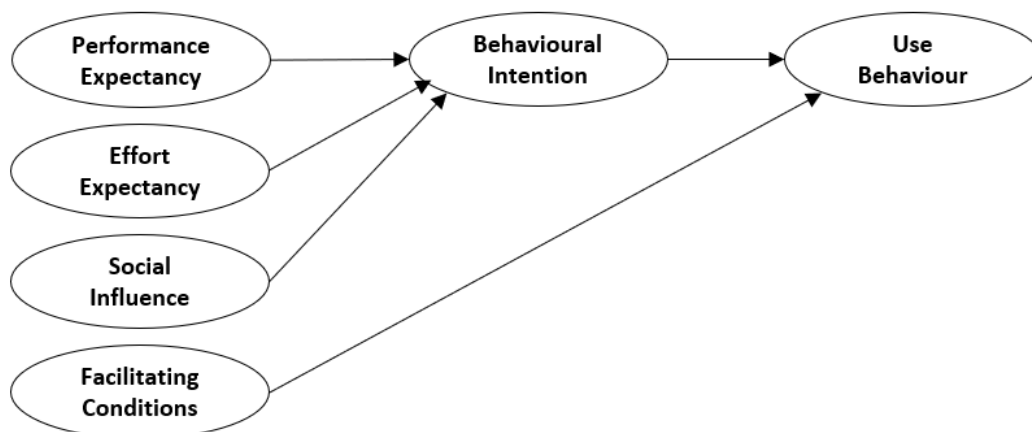 Performance
Expectancy
Behavioural
Intention
Use
Behaviour
Effort
Expectancy
Social
Influence
Facilitating
Conditions